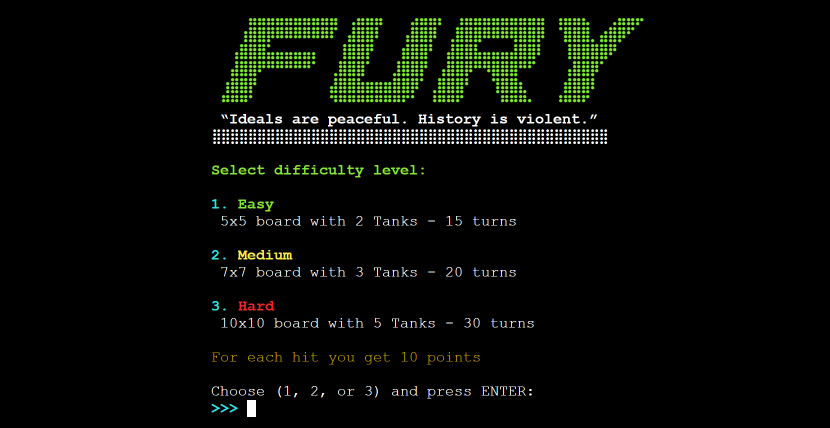 FURY
“Ideals are peaceful. History is violent.”
Select difficulty level:
1. Easy
5x5 board with 2 Tanks - 15 turns
2. Medium
7x7 board with 3 Tanks - 20 turns
3. Hard
10x10 board with 5 Tanks - 30 turns
For each hit you get 10 points
Choose (1, 2, or 3) and press ENTER:
>>>